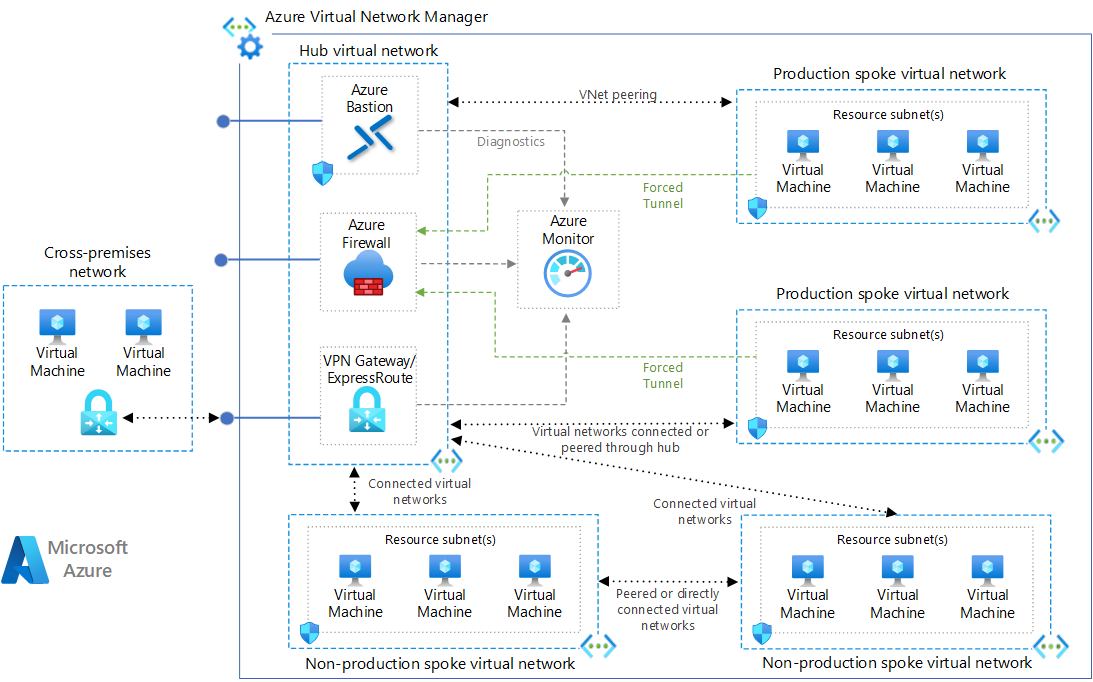 Azure Virtual Network Manager
Hub virtual network
Azure
Bastion
VNet peering
Diagnostics
Production spoke virtual network
Resource subnet(s)
Virtual
Machine
Virtual
Machine
Virtual
Machine
Forced
Tunnel
Azure
Firewall
Azure
Monitor
Cross-premises
network
Virtual
Machine
Virtual
Machine
Production spoke virtual network
Resource subnet(s)
Virtual
Machine
Virtual
Machine
Virtual
Machine
Forced
Tunnel
VPN Gateway/
ExpressRoute
Virtual networks connected or
peered through hub
Connected virtual
networks
Connected virtual
networks
Microsoft
Azure
Resource subnet(s)
Virtual
Machine
Virtual
Machine
Virtual
Machine
Non-production spoke virtual network
Peered or directly
connected virtual
networks
Resource subnet(s)
Virtual
Machine
Virtual
Machine
Virtual
Machine
Non-production spoke virtual network